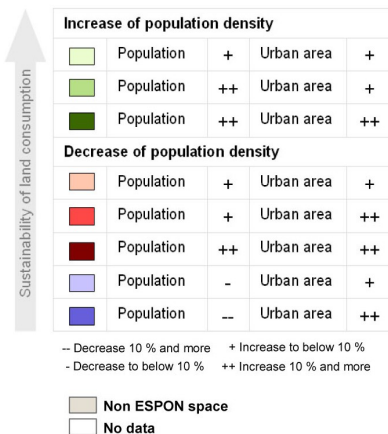 Sustainability of land consumption
Increase of population density
Population + Urban area +
Population ++ Urban area +
Population ++ Urban area ++
Decrease of population density
Population + Urban area +
Population + Urban area ++
Population ++ Urban area ++
Population - Urban area +
Population -- Urban area ++
-- Decrease 10 % and more + Increase to below 10 %
- Decrease to below 10 % ++ Increase 10 % and more
Non ESPON space
No data